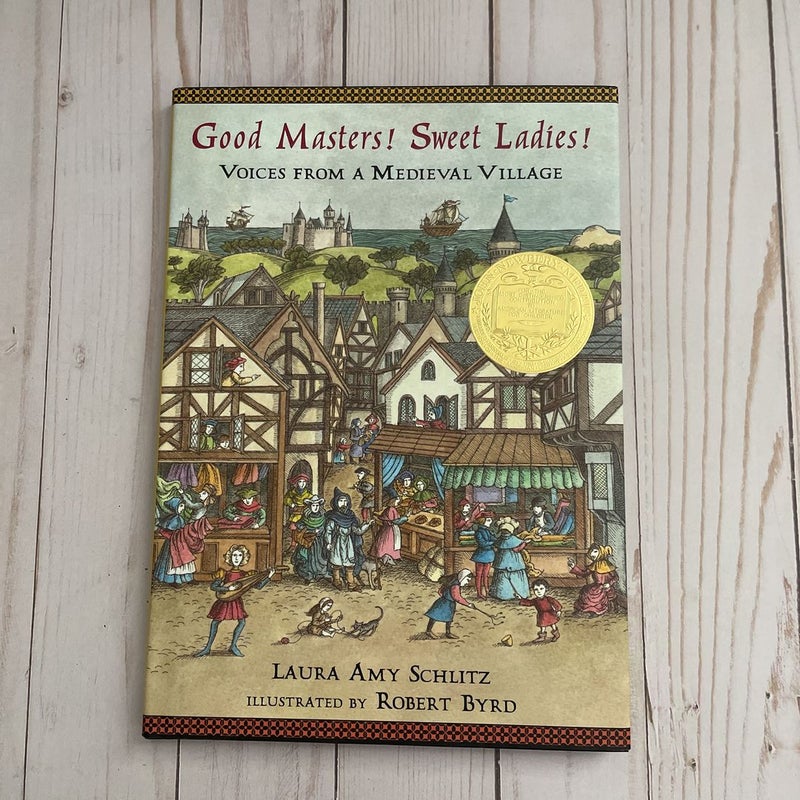 Good Masters! Sweet Ladies!
Voices from a Medieval Village
Laura Amy Schlitz
illustrated by Robert Byrd